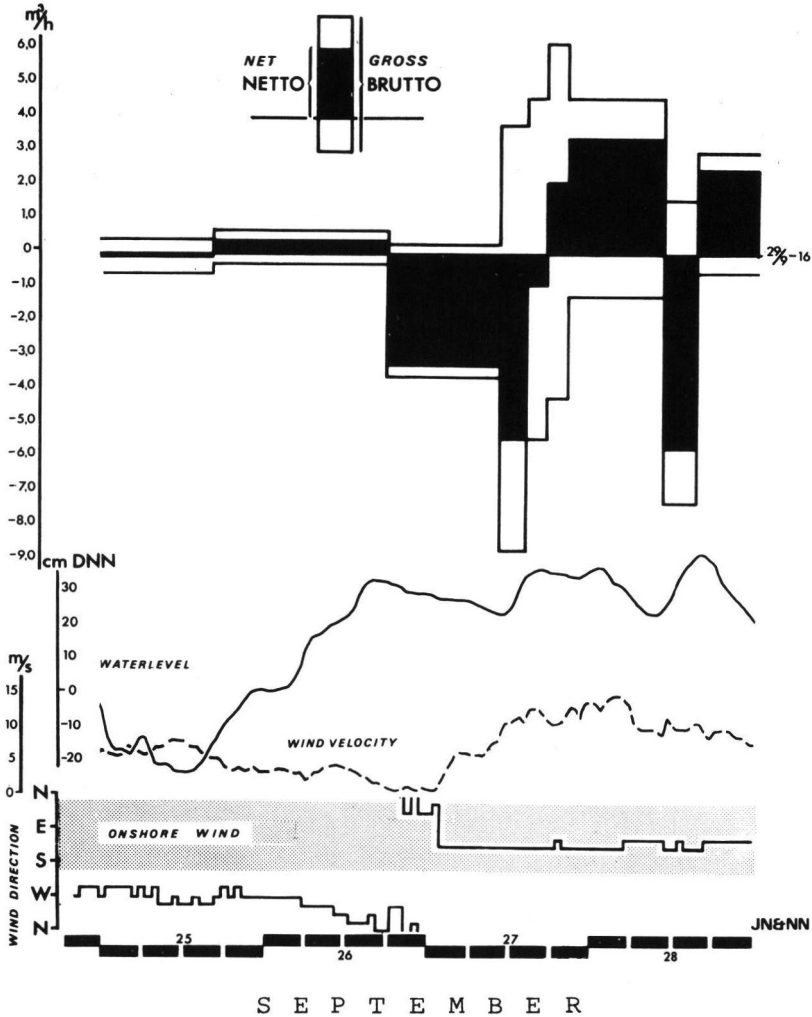 m³/h
6,0
5,0
4,0
3,0
2,0
1,0
0
-1,0
-2,0
-3,0
-4,0
-5,0
-6,0
-7,0
-8,0
-9,0
NET
NETTO
GROSS
BRUTTO
29/9-16
cm DNN
30
20
10
0
-10
-20
m/s
15
10
5
0
WATERLEVEL
WIND VELOCITY
WIND DIRECTION
N
E
S
W
N
ONSHORE WIND
JN&NN
25
26
27
28
SEPTEMBER